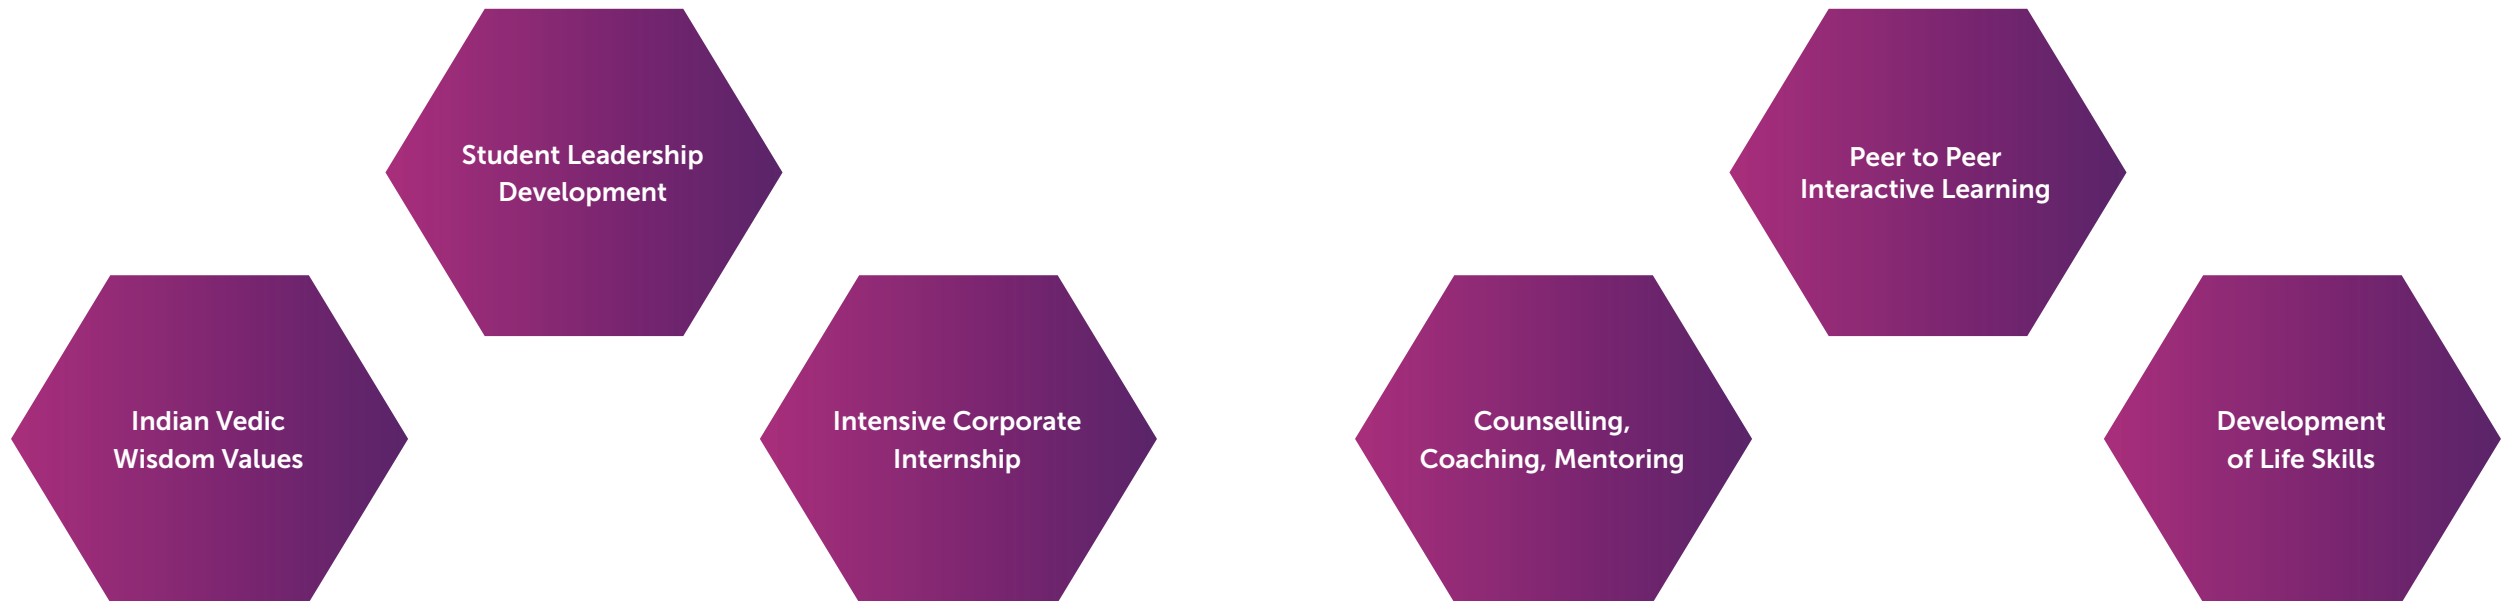 Student Leadership
Development
Peer to Peer
Interactive Learning
Indian Vedic
Wisdom Values
Intensive Corporate
Internship
Counselling,
Coaching, Mentoring
Development
of Life Skills